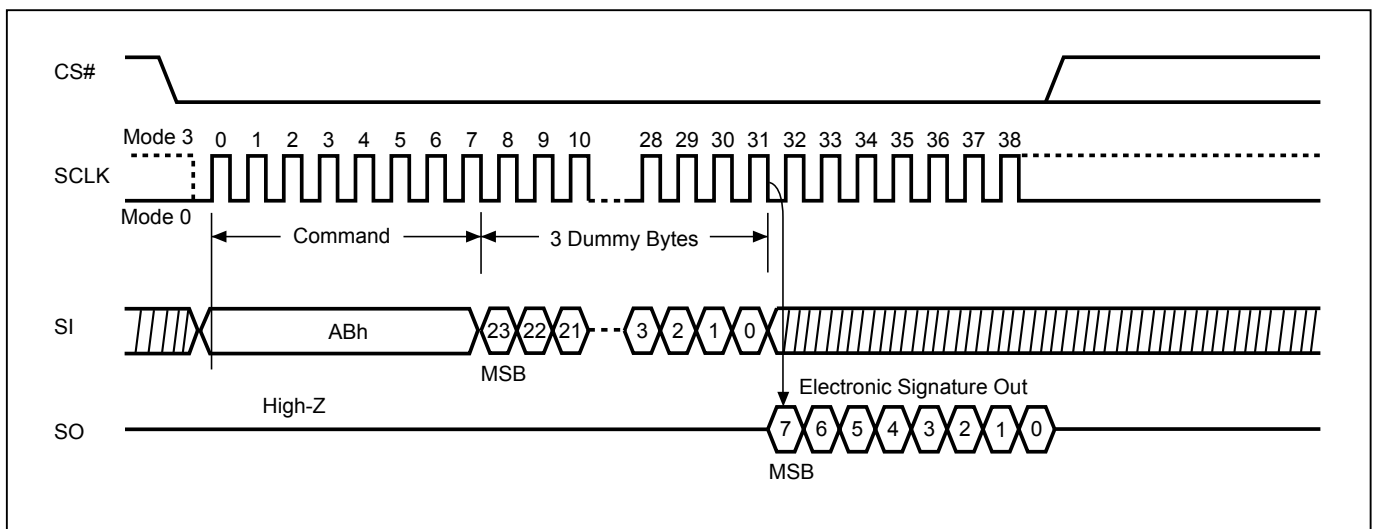 CS#
Mode 3 0 1 2 3 4 5 6 7 8 9 10 28 29 30 31 32 33 34 35 36 37 38
SCLK
Mode 0
Command 3 Dummy Bytes
SI ABh 23 22 21 3 2 1 0
MSB
Electronic Signature Out
High-Z
SO 7 6 5 4 3 2 1 0
MSB